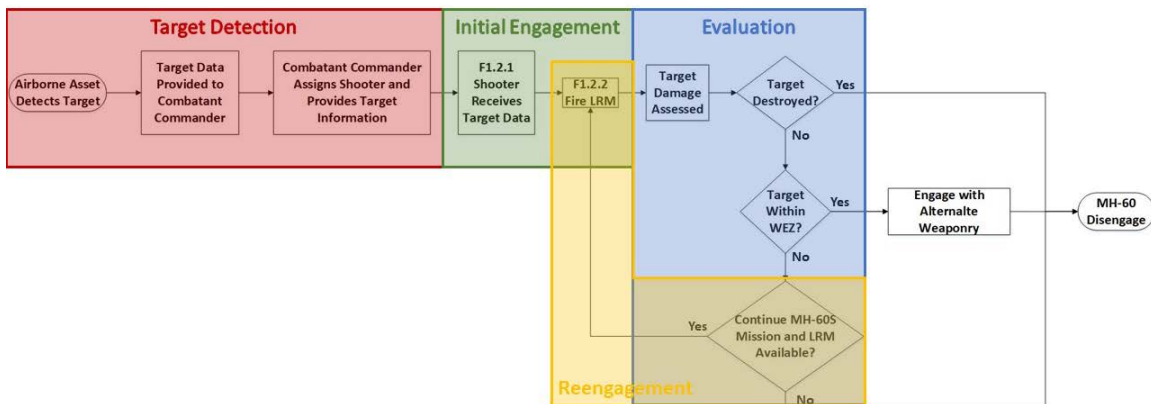 Target Detection
Initial Engagement
Evaluation
Airborne Asset
Detects Target
Target Data
Provided to
Combatant
Commander
Combatant Commander
Assigns Shooter and
Provides Target
Information
F1.2.1
Shooter
Receives
Target Data
F1.2.2
Fire LRM
Target
Damage
Assessed
Target
Destroyed?
Yes
No
Target
Within
WEZ?
Yes
Engage with
Alternalte
Weaponry
MH-60
Disengage
No
Yes
Continue MH-60S
Mission and LRM
Available?
Reengagement
No